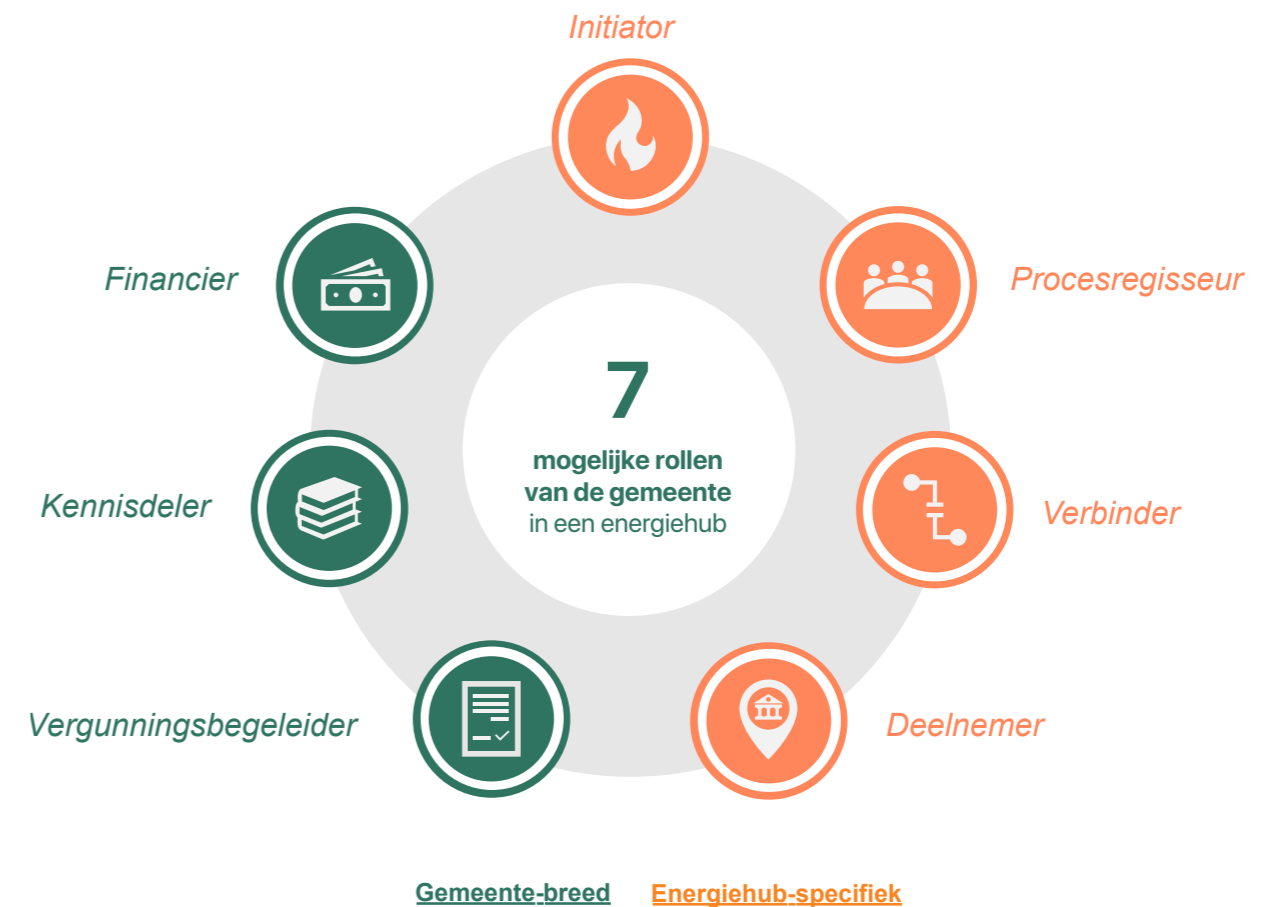 Initiator
Financier
Procesregisseur
7
mogelijke rollen
van de gemeente
in een energiehub
Kennisdeler
Verbinder
Vergunningsbegeleider
Deelnemer
Gemeente-breed
Energiehub-specifiek